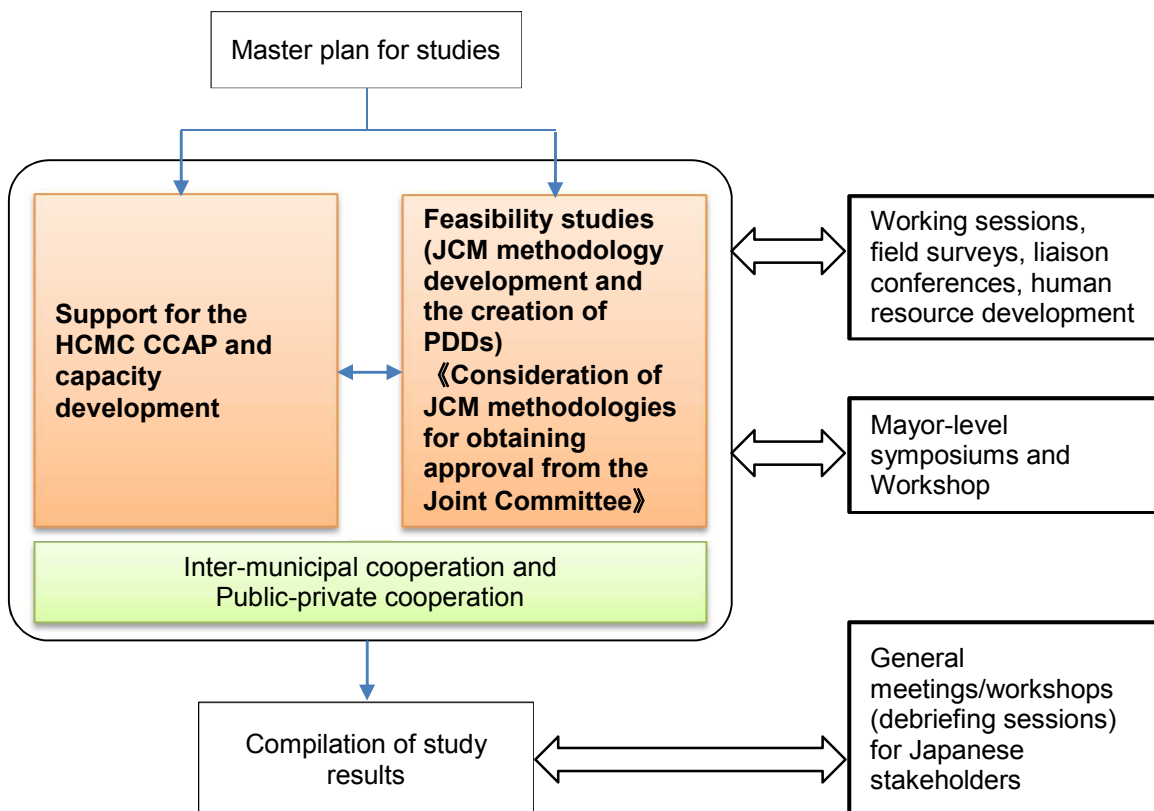 Master plan for studies
Support for the
HCMC CCAP and
capacity
development
Feasibility studies
(JCM methodology
development and
the creation of
PDDs)
《Consideration of
JCM methodologies
for obtaining
approval from the
Joint Committee》
Inter-municipal cooperation and
Public-private cooperation
Working sessions,
field surveys, liaison
conferences, human
resource development
Mayor-level
symposiums and
Workshop
Compilation of study
results
General
meetings/workshops
(debriefing sessions)
for Japanese
stakeholders